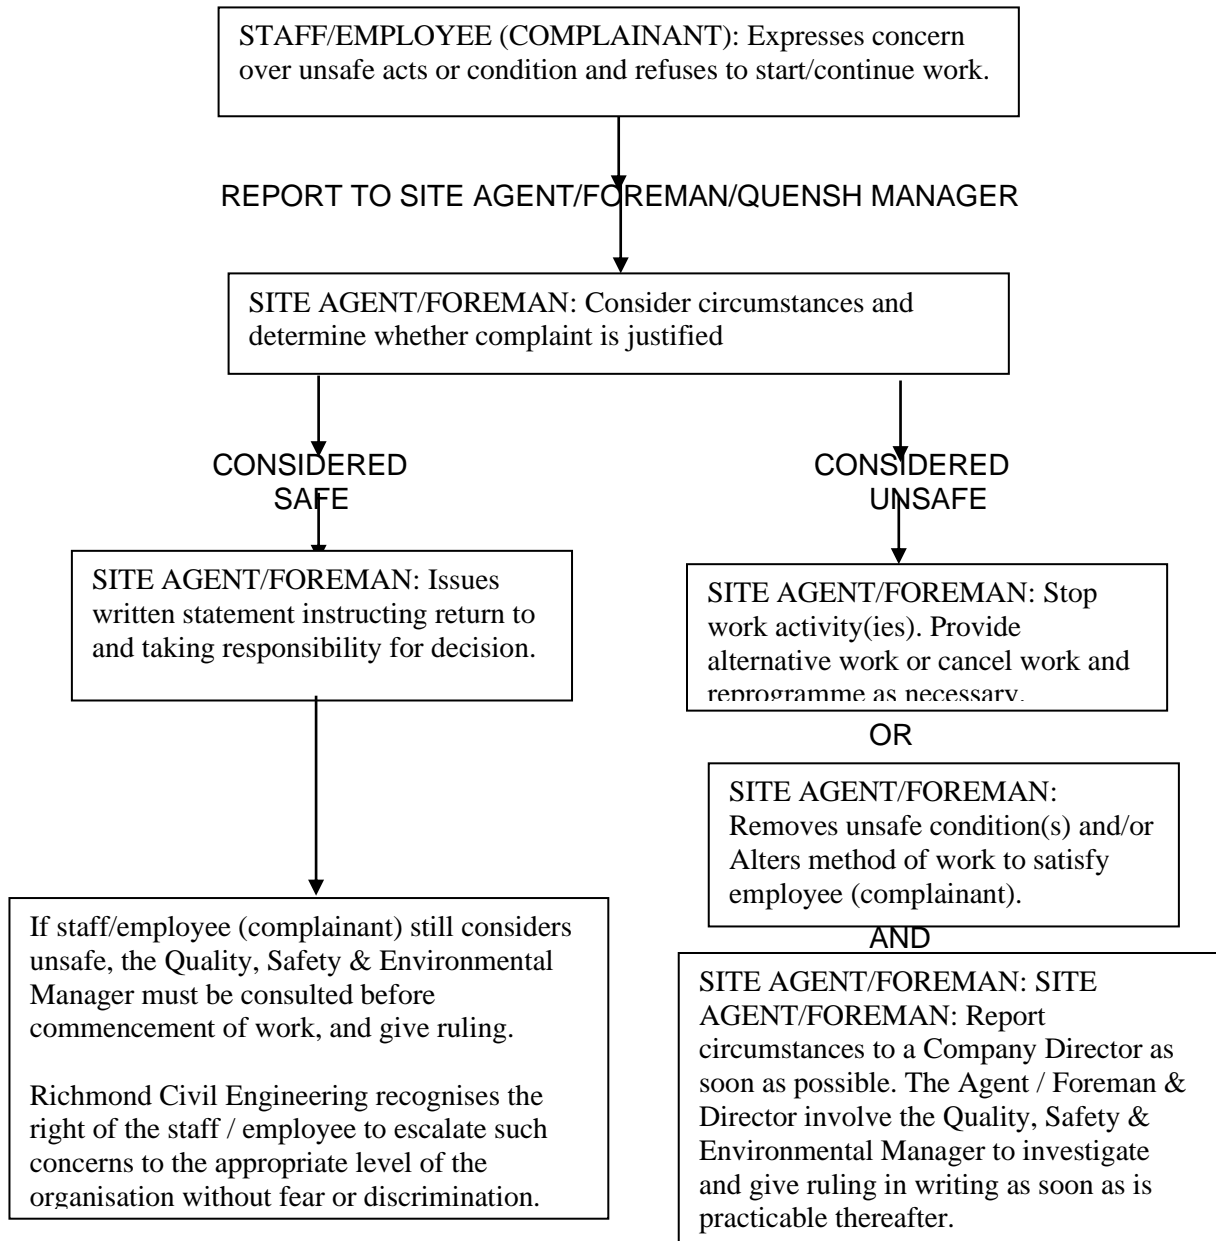 STAFF/EMPLOYEE (COMPLAINANT): Expresses concern
over unsafe acts or condition and refuses to start/continue work.
REPORT TO SITE AGENT/FOREMAN/QUENSH MANAGER
SITE AGENT/FOREMAN: Consider circumstances and
determine whether complaint is justified
CONSIDERED
SAFE
SITE AGENT/FOREMAN: Issues
written statement instructing return to
and taking responsibility for decision.
If staff/employee (complainant) still considers
unsafe, the Quality, Safety & Environmental
Manager must be consulted before
commencement of work, and give ruling.
Richmond Civil Engineering recognises the
right of the staff / employee to escalate such
concerns to the appropriate level of the
organisation without fear or discrimination.
CONSIDERED
UNSAFE
SITE AGENT/FOREMAN: Stop
work activity(ies). Provide
alternative work or cancel work and
reprogramme as necessary.
OR
SITE AGENT/FOREMAN:
Removes unsafe condition(s) and/or
Alters method of work to satisfy
employee (complainant).
AND
SITE AGENT/FOREMAN: SITE
AGENT/FOREMAN: Report
circumstances to a Company Director as
soon as possible. The Agent / Foreman &
Director involve the Quality, Safety &
Environmental Manager to investigate
and give ruling in writing as soon as is
practicable thereafter.